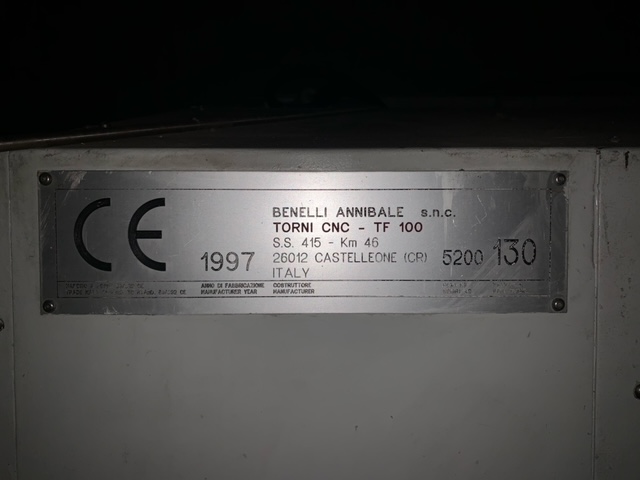 CE
1997
BENELLI ANNIBALE s.n.c.
TORNI CNC - TF 100
S.S. 415 - Km 46
26012 CASTELLEONE (CR)
ITALY
5200
130
ANNO DI FABBRICAZIONE
MANUFACTURER YEAR
COSTRUTTORE
MANUFACTURER